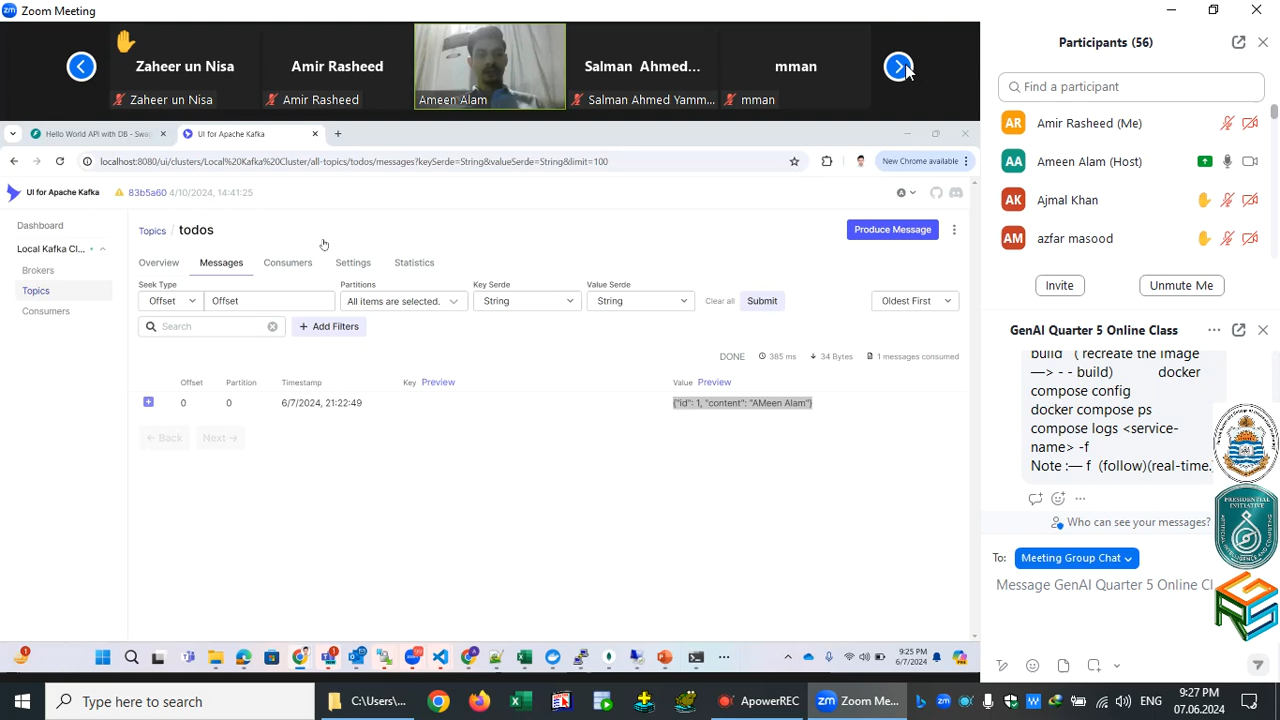 Zoom Meeting
Zaheer un Nisa
Amir Rasheed
Salman Ahmed...
mman
Zaheer un Nisa
Amir Rasheed
Ameen Alam
Salman Ahmed Yamm...
mman
Hello World API with DB - Swag
UI for Apache Kafka
localhost:8080/ui/clusters/Local%20Kafka%20Cluster/all-topics/todos/messages?keySerde=String&valueSerde=String&limit=100
New Chrome available
UI for Apache Kafka
83b5a60 4/10/2024, 14:41:25
Dashboard
Local Kafka Cl...
Brokers
Topics
Consumers
Topics / todos
Produce Message
Overview
Messages
Consumers
Settings
Statistics
Seek Type
Partitions
Key Serde
Value Serde
Offset
Offset
All items are selected.
String
String
Clear all
Submit
Oldest First
Search
+ Add Filters
DONE
385 ms
34 Bytes
1 messages consumed
Offset
Partition
Timestamp
Key Preview
Value Preview
0
0
6/7/2024, 21:22:49
{"id": 1, "content": "AMeen Alam"}
← Back
Next →
9:25 PM
6/7/2024
Participants (56)
Find a participant
AR Amir Rasheed (Me)
AA Ameen Alam (Host)
AK Ajmal Khan
AM azfar masood
Invite
Unmute Me
GenAI Quarter 5 Online Class
build ( recreate the image
—> - - build) docker
compose config
docker compose ps
compose logs <service-
name> -f
Note :— f (follow)(real-time.
Who can see your messages?
To: Meeting Group Chat
Message GenAI Quarter 5 Online Cl
PRESIDENTIAL
INITIATIVE
Type here to search
C:\Users\...
ApowerREC
Zoom Me...
ENG
9:27 PM
07.06.2024